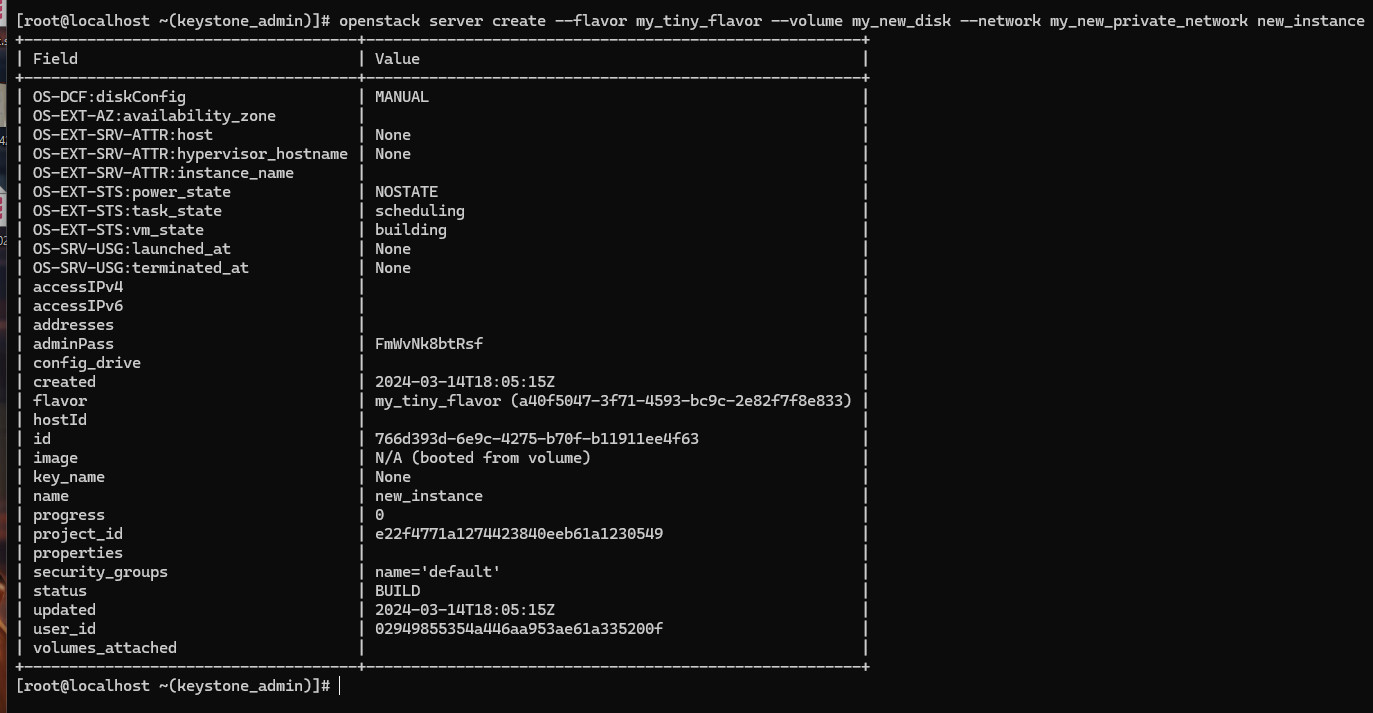 [root@localhost ~(keystone_admin)]# openstack server create --flavor my_tiny_flavor --volume my_new_disk --network my_new_private_network new_instance
| Field | Value |
| OS-DCF:diskConfig | MANUAL |
| OS-EXT-AZ:availability_zone | |
| OS-EXT-SRV-ATTR:host | None |
| OS-EXT-SRV-ATTR:hypervisor_hostname | None |
| OS-EXT-SRV-ATTR:instance_name | |
| OS-EXT-STS:power_state | NOSTATE |
| OS-EXT-STS:task_state | scheduling |
| OS-EXT-STS:vm_state | building |
| OS-SRV-USG:launched_at | None |
| OS-SRV-USG:terminated_at | None |
| accessIPv4 | |
| accessIPv6 | |
| addresses | |
| adminPass | FmWvNk8btRsf |
| config_drive | |
| created | 2024-03-14T18:05:15Z |
| flavor | my_tiny_flavor (a40f5047-3f71-4593-bc9c-2e82f7f8e833) |
| hostId | |
| id | 766d393d-6e9c-4275-b70f-b11911ee4f63 |
| image | N/A (booted from volume) |
| key_name | None |
| name | new_instance |
| progress | 0 |
| project_id | e22f4771a1274423840eeb61a1230549 |
| properties | |
| security_groups | name='default' |
| status | BUILD |
| updated | 2024-03-14T18:05:15Z |
| user_id | 02949855354a446aa953ae61a335200f |
| volumes_attached | |
[root@localhost ~(keystone_admin)]#